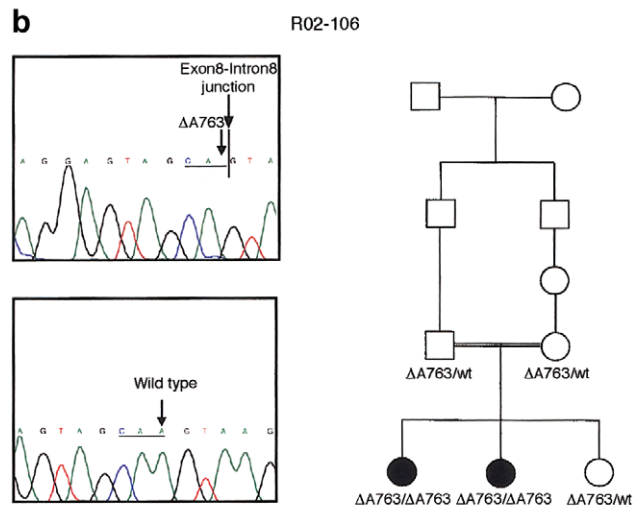 b
R02-106
Exon8-Intron8
junction
ΔA763
A G G A G T A G C A G T A
Wild type
A G T A G C A A G T A A G
ΔA763/wt ΔA763/wt
ΔA763/ΔA763 ΔA763/ΔA763 ΔA763/wt